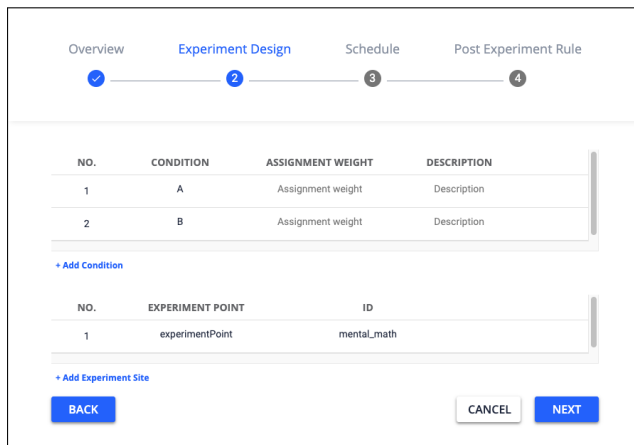 Overview Experiment Design Schedule Post Experiment Rule
2 3 4
NO. CONDITION ASSIGNMENT WEIGHT DESCRIPTION
1 A Assignment weight Description
2 B Assignment weight Description
+ Add Condition
NO. EXPERIMENT POINT ID
1 experimentPoint mental_math
+ Add Experiment Site
BACK CANCEL NEXT